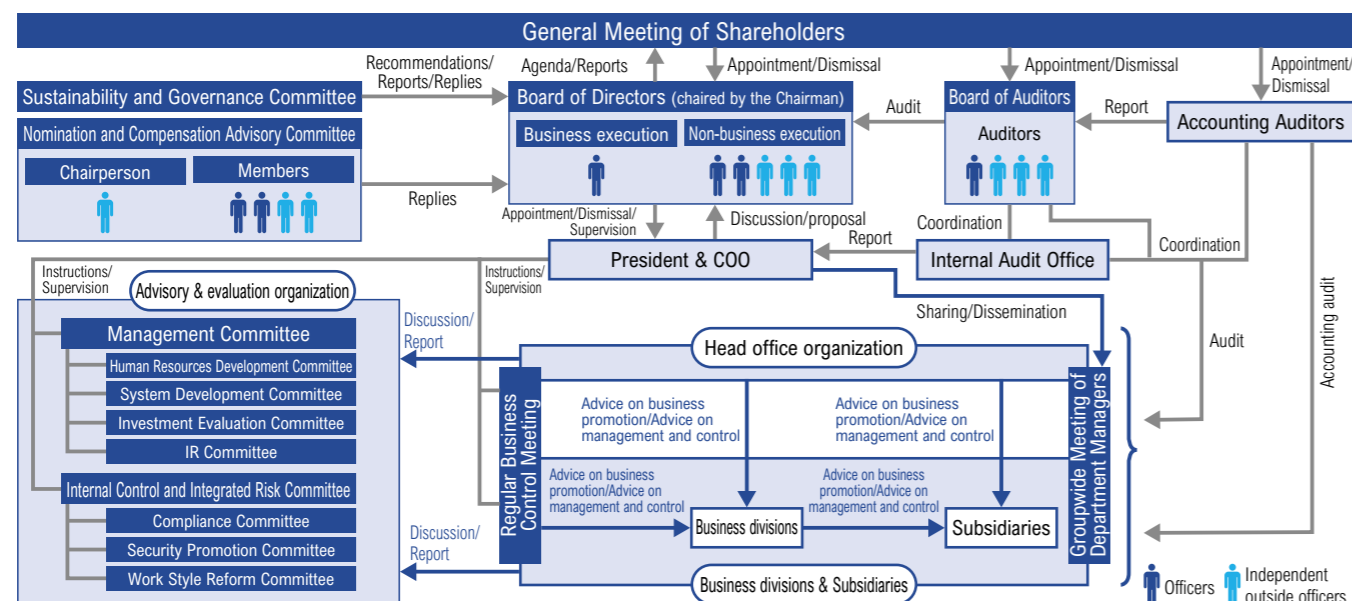 General Meeting of Shareholders
Recommendations/
Reports/Replies
Agenda/Reports
Appointment/Dismissal
Appointment/Dismissal
Appointment/
Dismissal
Sustainability and Governance Committee
Board of Directors (chaired by the Chairman)
Board of Auditors
Audit
Report
Accounting Auditors
Nomination and Compensation Advisory Committee
Business execution
Non-business execution
Auditors
Chairperson
Members
Replies
Appointment/Dismissal/
Supervision
Discussion/proposal
Coordination
Coordination
Report
President & COO
Internal Audit Office
Instructions/
Supervision
Instructions/
Supervision
Advisory & evaluation organization
Sharing/Dissemination
Management Committee
Human Resources Development Committee
System Development Committee
Investment Evaluation Committee
IR Committee
Internal Control and Integrated Risk Committee
Compliance Committee
Security Promotion Committee
Work Style Reform Committee
Discussion/
Report
Discussion/
Report
Head office organization
Regular Business
Control Meeting
Advice on business
promotion/Advice on
management and control
Advice on business
promotion/Advice on
management and control
Advice on business
promotion/Advice on
management and control
Advice on business
promotion/Advice on
management and control
Business divisions
Subsidiaries
Business divisions & Subsidiaries
Groupwide Meeting of
Department Managers
Audit
Accounting audit
Officers
Independent
outside officers